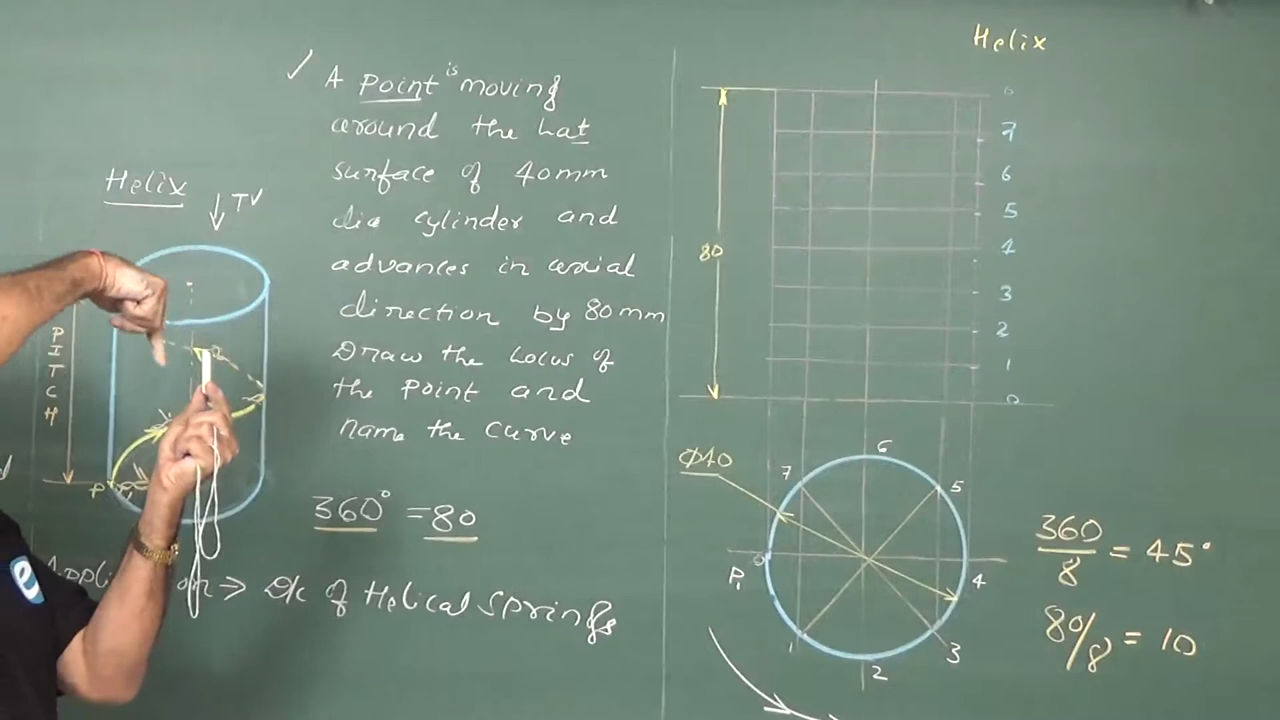 Helix
TV
PITCH
P
✓ A Point is moving
around the Lat
surface of 40mm
dia cylinder and
advances in axial
direction by 80mm
Draw the Locus of
the Point and
name the curve
360° = 80
D/c of Helical Springs
Helix
80
7
6
5
4
3
2
1
0
Φ40
7
6
5
0
4
P₁
1
2
3
360/8 = 45°
80/8 = 10